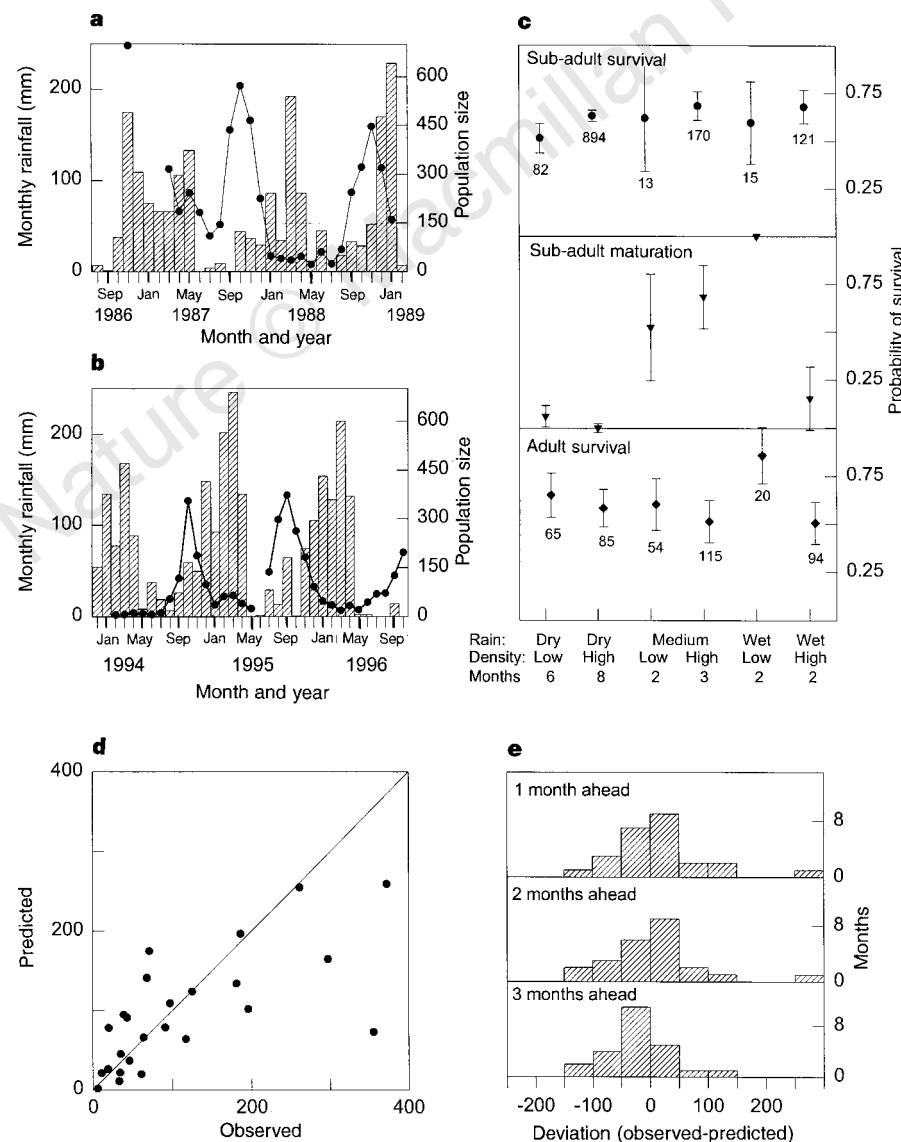 a
Monthly rainfall (mm)
200
100
0
600
450
300
150
0
Population size
Sep Jan May Sep Jan May Sep Jan
1986 1987 1988 1989
Month and year
b
Monthly rainfall (mm)
200
100
0
600
450
300
150
0
Population size
Jan May Sep Jan May Sep Jan May Sep
1994 1995 1996
Month and year
c
Sub-adult survival
82 894 13 170 15 121
0.75
0.25
Sub-adult maturation
0.75
0.25
Adult survival
65 85 54 115 20 94
0.75
0.25
Probability of survival
Rain: Dry Dry Medium Wet Wet
Density: Low High Low High Low High
Months 6 8 2 3 2 2
d
400
200
0
Predicted
0 200 400
Observed
e
1 month ahead
8
0
2 months ahead
8
0
3 months ahead
8
0
Months
-200 -100 0 100 200
Deviation (observed-predicted)
Nature © Macmillan